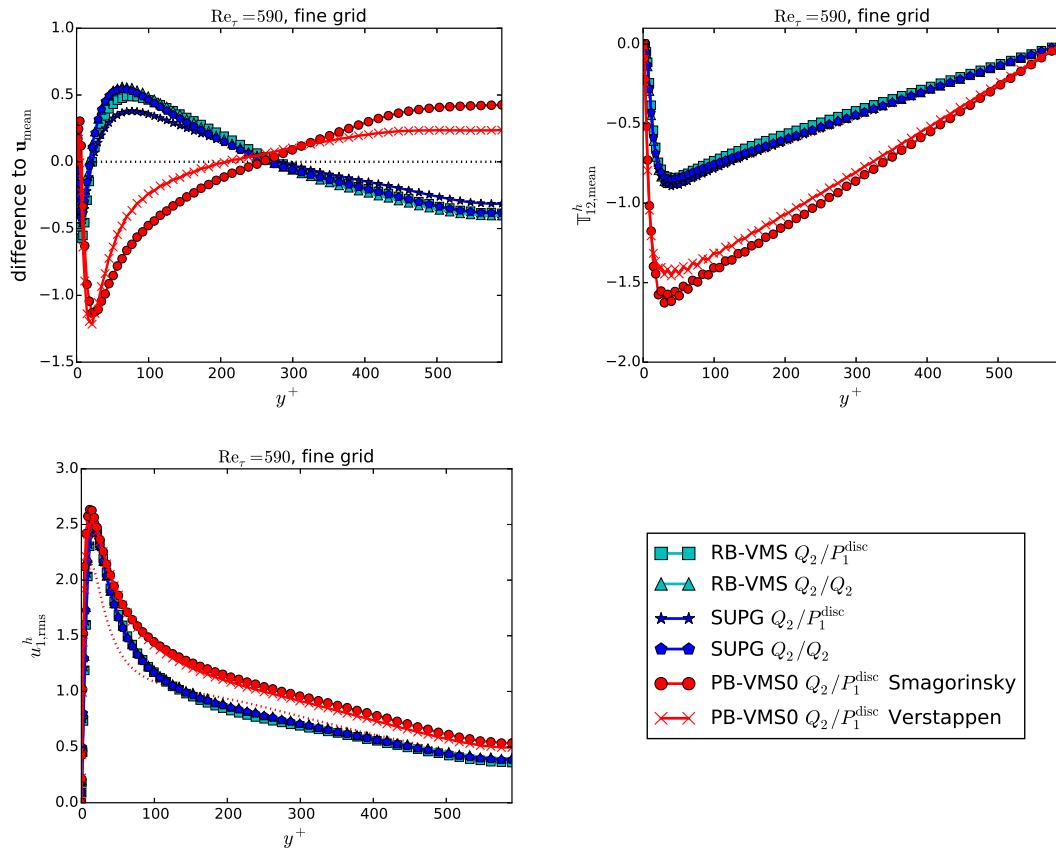 Re_τ =590, fine grid
1.0
0.5
0.0
−0.5
−1.0
−1.5
difference to u_mean
0 100 200 300 400 500
y^+
Re_τ =590, fine grid
0.0
−0.5
−1.0
−1.5
−2.0
𝕋^h_{12,mean}
0 100 200 300 400 500
y^+
Re_τ =590, fine grid
3.0
2.5
2.0
1.5
1.0
0.5
0.0
u^h_{1,rms}
0 100 200 300 400 500
y^+
RB-VMS Q_2/P_1^disc
RB-VMS Q_2/Q_2
SUPG Q_2/P_1^disc
SUPG Q_2/Q_2
PB-VMS0 Q_2/P_1^disc Smagorinsky
PB-VMS0 Q_2/P_1^disc Verstappen